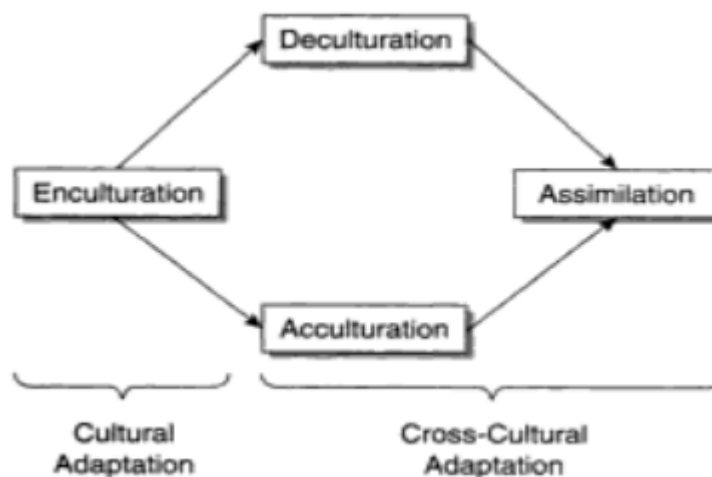 Deculturation
Enculturation
Assimilation
Acculturation
Cultural
Adaptation
Cross-Cultural
Adaptation